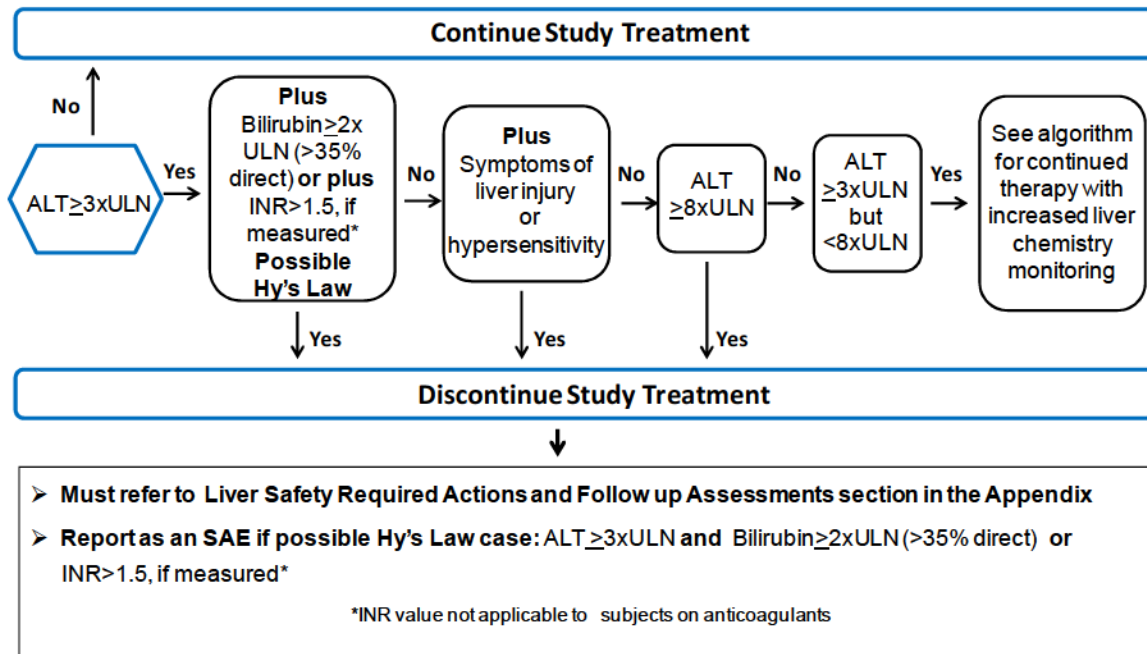 Continue Study Treatment
No
ALT≥3xULN
Yes
Plus
Bilirubin≥2x
ULN (>35%
direct) or plus
INR>1.5, if
measured*
Possible
Hy's Law
No
Yes
Plus
Symptoms of
liver injury
or
hypersensitivity
No
Yes
ALT
≥8xULN
No
Yes
ALT
≥3xULN
but
<8xULN
Yes
See algorithm
for continued
therapy with
increased liver
chemistry
monitoring
Discontinue Study Treatment
➢ Must refer to Liver Safety Required Actions and Follow up Assessments section in the Appendix
➢ Report as an SAE if possible Hy's Law case: ALT≥3xULN and Bilirubin≥2xULN (>35% direct) or
INR>1.5, if measured*
*INR value not applicable to subjects on anticoagulants